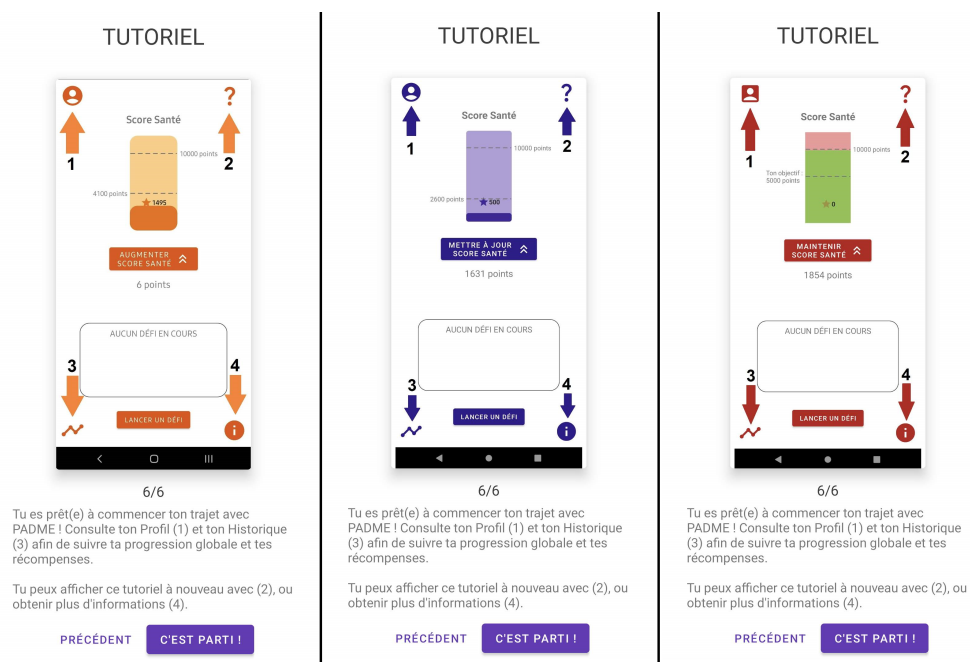 TUTORIEL
1
2
Score Santé
10000 points
4100 points
1495
AUGMENTER
SCORE SANTÉ
6 points
AUCUN DÉFI EN COURS
3
4
LANCER UN DÉFI
6/6
Tu es prêt(e) à commencer ton trajet avec
PADME ! Consulte ton Profil (1) et ton Historique
(3) afin de suivre ta progression globale et tes
récompenses.
Tu peux afficher ce tutoriel à nouveau avec (2), ou
obtenir plus d'informations (4).
PRÉCÉDENT
C'EST PARTI !
TUTORIEL
1
2
Score Santé
10000 points
2600 points
500
METTRE À JOUR
SCORE SANTÉ
1631 points
AUCUN DÉFI EN COURS
3
4
LANCER UN DÉFI
6/6
Tu es prêt(e) à commencer ton trajet avec
PADME ! Consulte ton Profil (1) et ton Historique
(3) afin de suivre ta progression globale et tes
récompenses.
Tu peux afficher ce tutoriel à nouveau avec (2), ou
obtenir plus d'informations (4).
PRÉCÉDENT
C'EST PARTI !
TUTORIEL
1
2
Score Santé
10000 points
Ton objectif :
5000 points
0
MAINTENIR
SCORE SANTÉ
1854 points
AUCUN DÉFI EN COURS
3
4
LANCER UN DÉFI
6/6
Tu es prêt(e) à commencer ton trajet avec
PADME ! Consulte ton Profil (1) et ton Historique
(3) afin de suivre ta progression globale et tes
récompenses.
Tu peux afficher ce tutoriel à nouveau avec (2), ou
obtenir plus d'informations (4).
PRÉCÉDENT
C'EST PARTI !